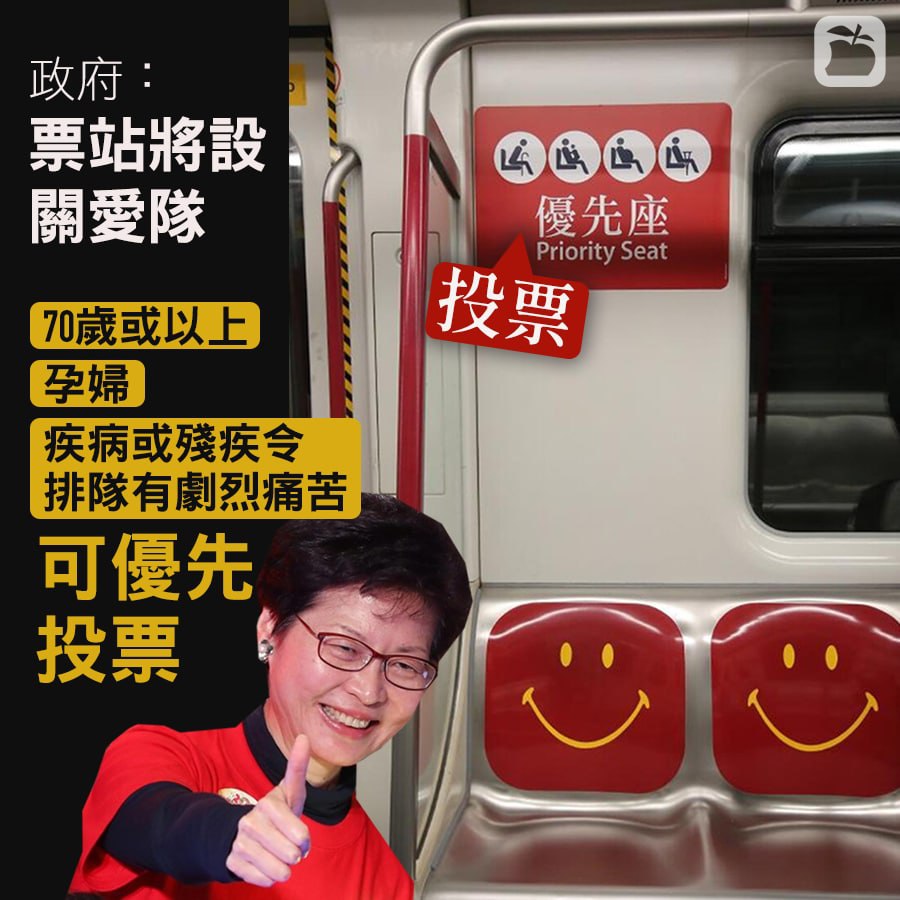 政府：
票站將設
關愛隊
70歲或以上
孕婦
疾病或殘疾令
排隊有劇烈痛苦
可優先
投票
優先座
Priority Seat
投票